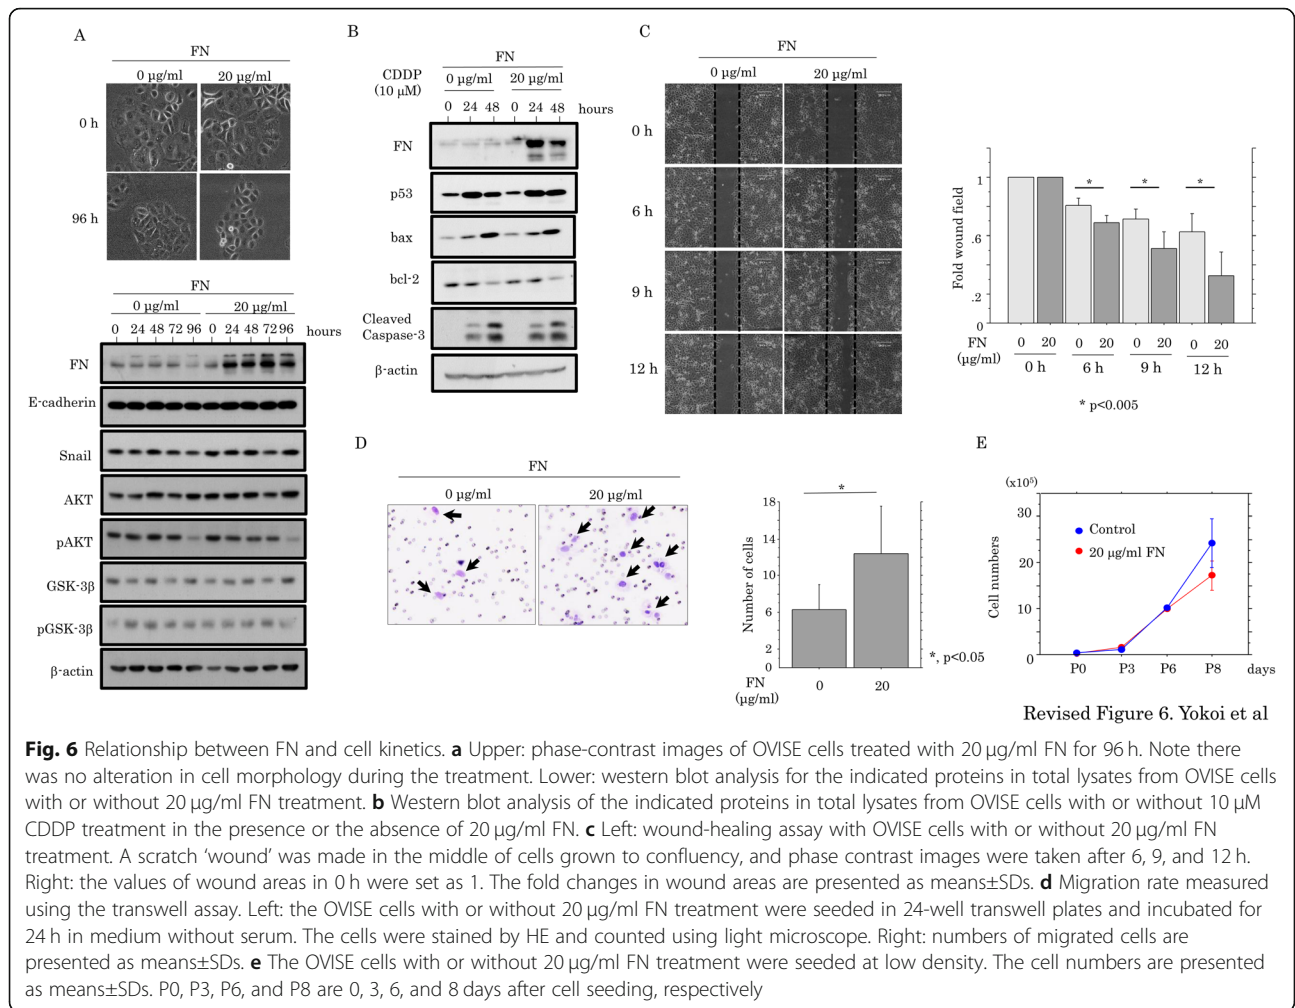 A
FN
0 µg/ml 20 µg/ml
0 h
96 h
FN
0 µg/ml 20 µg/ml
0 24 48 72 96 0 24 48 72 96 hours
FN
E-cadherin
Snail
AKT
pAKT
GSK-3β
pGSK-3β
β-actin
B
FN
CDDP
(10 µM)
0 µg/ml 20 µg/ml
0 24 48 0 24 48 hours
FN
p53
bax
bcl-2
Cleaved
Caspase-3
β-actin
C
FN
0 µg/ml 20 µg/ml
0 h
6 h
9 h
12 h
Fold wound field
1
.6
.2
0
* * *
FN
(µg/ml)
0 20 0 20 0 20 0 20
0 h 6 h 9 h 12 h
* p<0.005
D
FN
0 µg/ml 20 µg/ml
Number of cells
18
14
10
6
2
0
*
FN
(µg/ml)
0 20
*, p<0.05
E
(x10⁵)
Cell numbers
30
20
10
0
Control
20 µg/ml FN
P0 P3 P6 P8 days
Revised Figure 6. Yokoi et al
Fig. 6 Relationship between FN and cell kinetics. a Upper: phase-contrast images of OVISE cells treated with 20 µg/ml FN for 96 h. Note there
was no alteration in cell morphology during the treatment. Lower: western blot analysis for the indicated proteins in total lysates from OVISE cells
with or without 20 µg/ml FN treatment. b Western blot analysis of the indicated proteins in total lysates from OVISE cells with or without 10 µM
CDDP treatment in the presence or the absence of 20 µg/ml FN. c Left: wound-healing assay with OVISE cells with or without 20 µg/ml FN
treatment. A scratch ‘wound’ was made in the middle of cells grown to confluency, and phase contrast images were taken after 6, 9, and 12 h.
Right: the values of wound areas in 0 h were set as 1. The fold changes in wound areas are presented as means±SDs. d Migration rate measured
using the transwell assay. Left: the OVISE cells with or without 20 µg/ml FN treatment were seeded in 24-well transwell plates and incubated for
24 h in medium without serum. The cells were stained by HE and counted using light microscope. Right: numbers of migrated cells are
presented as means±SDs. e The OVISE cells with or without 20 µg/ml FN treatment were seeded at low density. The cell numbers are presented
as means±SDs. P0, P3, P6, and P8 are 0, 3, 6, and 8 days after cell seeding, respectively